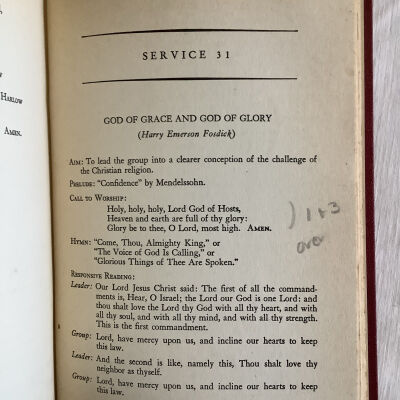 HARLOW
AMEN.
SERVICE 31
GOD OF GRACE AND GOD OF GLORY
(Harry Emerson Fosdick)
AIM: To lead the group into a clearer conception of the challenge of
the Christian religion.
PRELUDE: "Confidence" by Mendelssohn.
CALL TO WORSHIP:
Holy, holy, holy, Lord God of Hosts,
Heaven and earth are full of thy glory:
Glory be to thee, O Lord, most high. AMEN.
) 1 + 3
over
HYMN: "Come, Thou, Almighty King," or
"The Voice of God Is Calling," or
"Glorious Things of Thee Are Spoken."
RESPONSIVE READING:
Leader: Our Lord Jesus Christ said: The first of all the command-
ments is, Hear, O Israel; the Lord our God is one Lord: and
thou shalt love the Lord thy God with all thy heart, and with
all thy soul, and with all thy mind, and with all thy strength.
This is the first commandment.
Group: Lord, have mercy upon us, and incline our hearts to keep
this law.
Leader: And the second is like, namely this, Thou shalt love thy
neighbor as thyself.
Group: Lord, have mercy upon us, and incline our hearts to keep
this law.